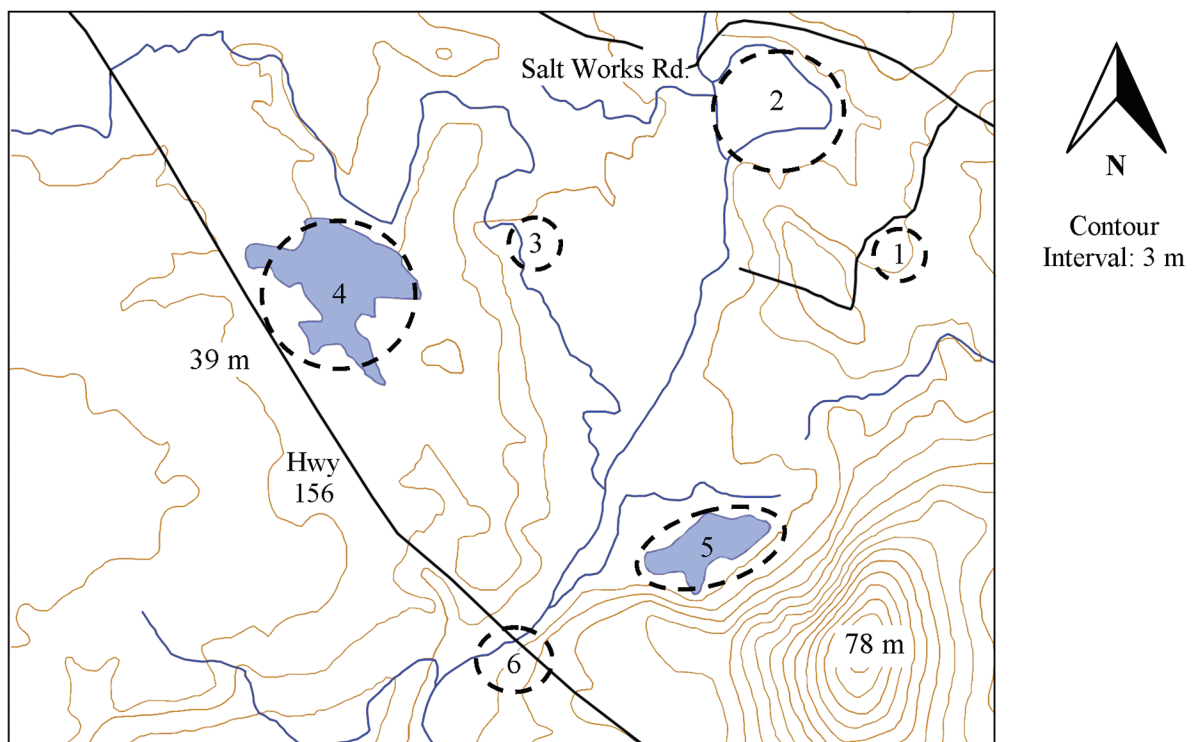 Salt Works Rd.
2
N
Contour
Interval: 3 m
3
1
4
39 m
Hwy
156
5
78 m
6